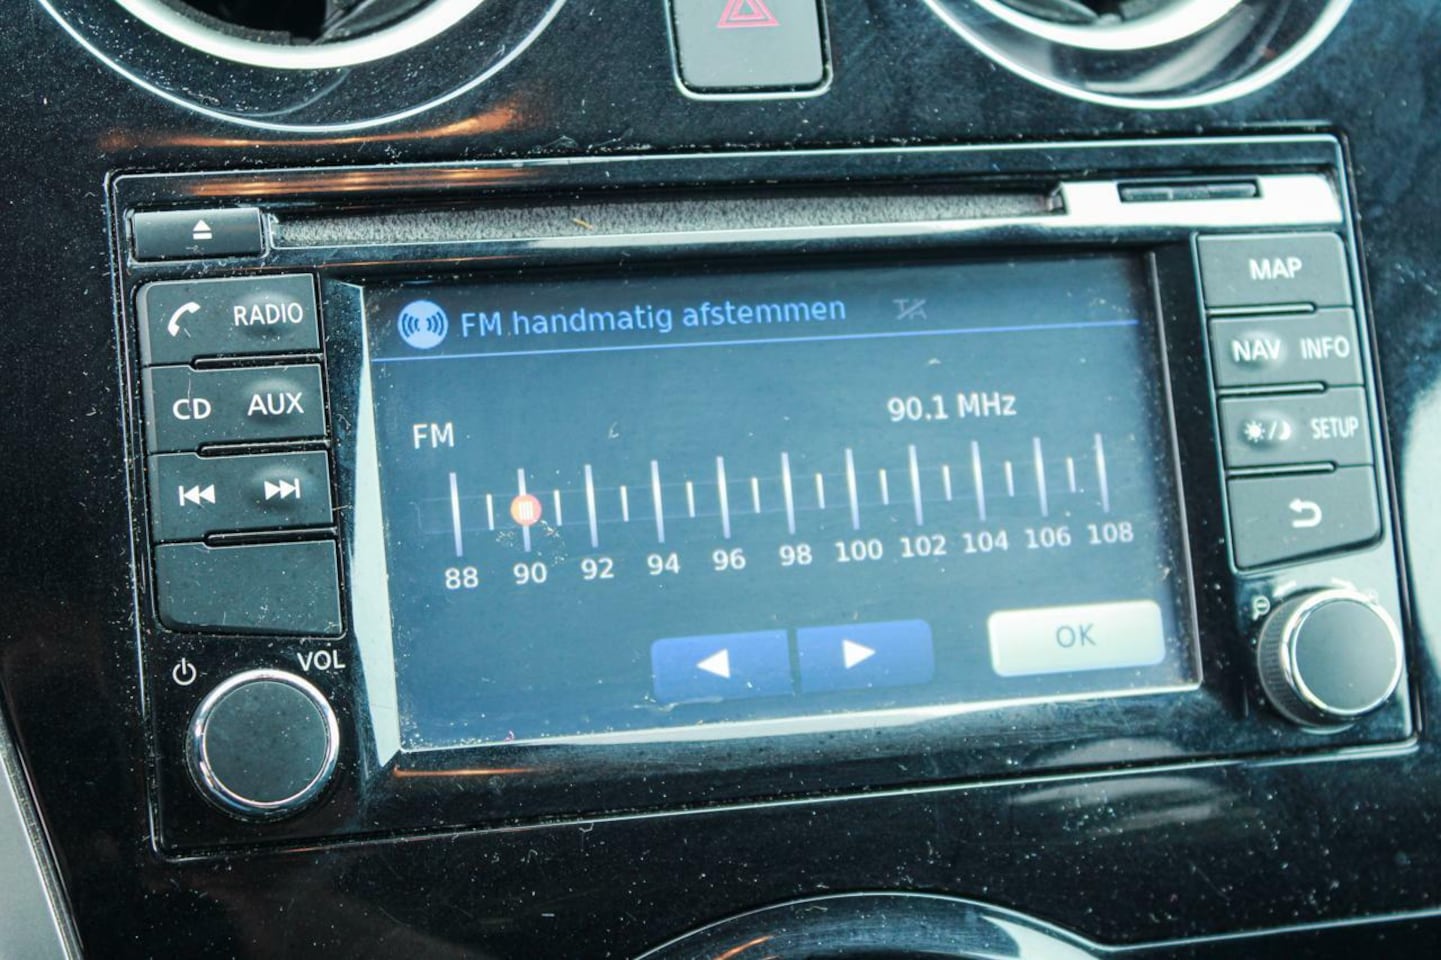 RADIO
CD AUX
VOL
FM handmatig afstemmen TA
90.1 MHz
FM
88 90 92 94 96 98 100 102 104 106 108
OK
MAP
NAV INFO
SETUP